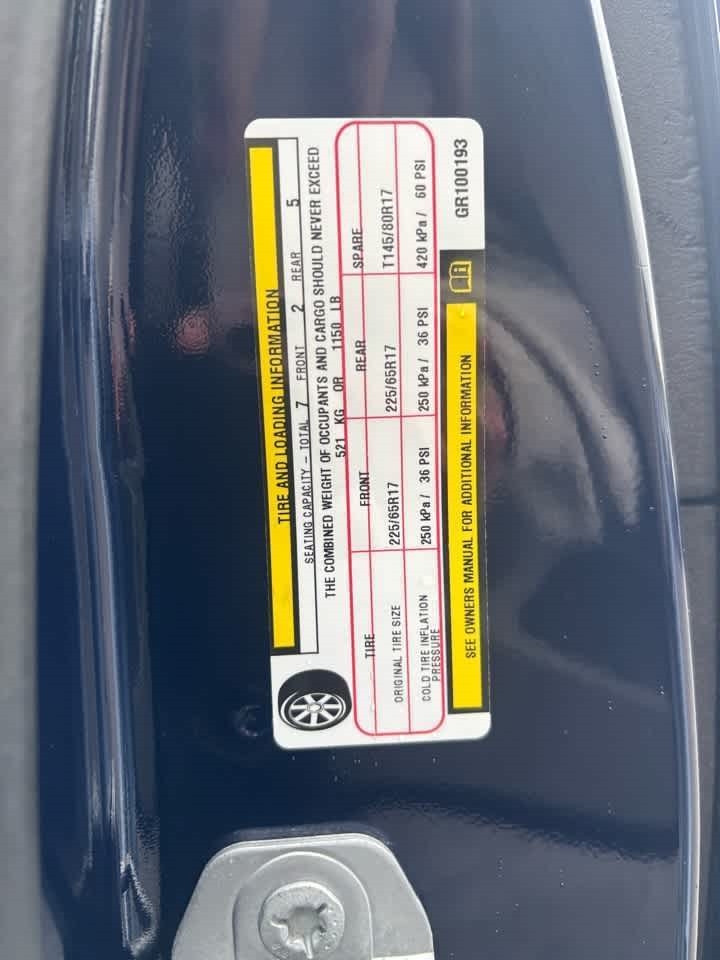 TIRE AND LOADING INFORMATION
SEATING CAPACITY - TOTAL 7 FRONT 2 REAR 5
THE COMBINED WEIGHT OF OCCUPANTS AND CARGO SHOULD NEVER EXCEED
521 KG OR 1150 LB
TIRE FRONT REAR SPARE
ORIGINAL TIRE SIZE 225/65R17 225/65R17 T145/80R17
COLD TIRE INFLATION
PRESSURE 250 kPa / 36 PSI 250 kPa / 36 PSI 420 kPa / 60 PSI
SEE OWNERS MANUAL FOR ADDITIONAL INFORMATION
GR100193